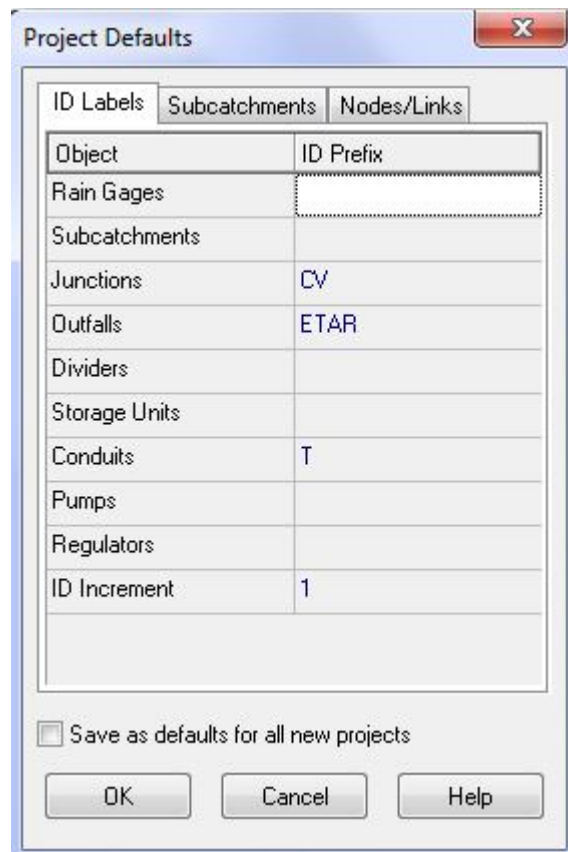 Project Defaults
ID Labels Subcatchments Nodes/Links
Object ID Prefix
Rain Gages
Subcatchments
Junctions CV
Outfalls ETAR
Dividers
Storage Units
Conduits T
Pumps
Regulators
ID Increment 1
Save as defaults for all new projects
OK Cancel Help